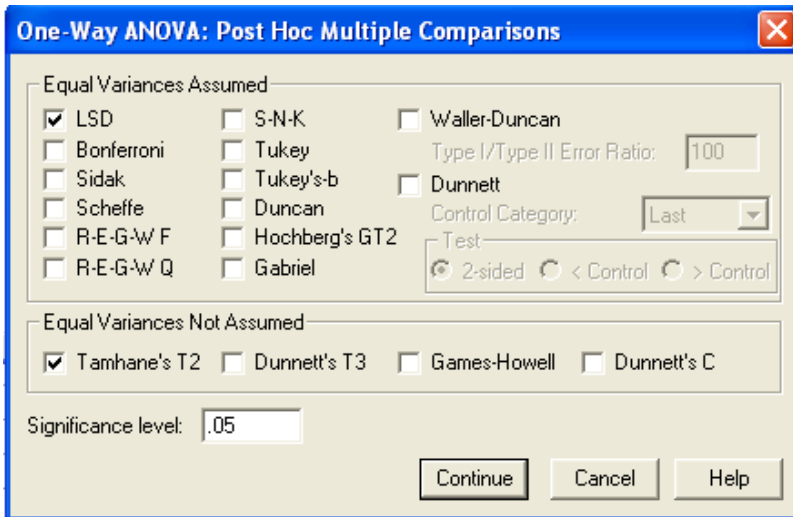 One-Way ANOVA: Post Hoc Multiple Comparisons
Equal Variances Assumed
LSD
Bonferroni
Sidak
Scheffe
R-E-G-W F
R-E-G-W Q
S-N-K
Tukey
Tukey's-b
Duncan
Hochberg's GT2
Gabriel
Waller-Duncan
Type I/Type II Error Ratio: 100
Dunnett
Control Category: Last
Test
2-sided < Control > Control
Equal Variances Not Assumed
Tamhane's T2 Dunnett's T3 Games-Howell Dunnett's C
Significance level: .05
Continue Cancel Help